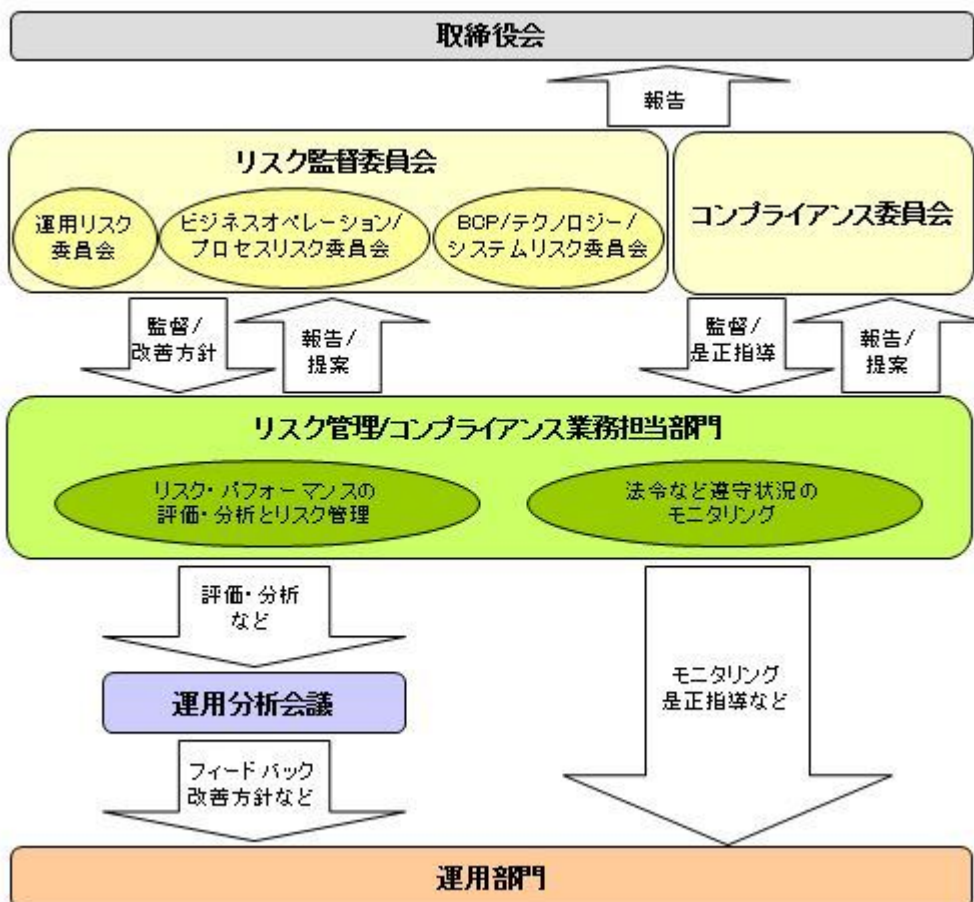 取締役会
報告
リスク監督委員会
運用リスク
委員会
ビジネスオペレーション/
プロセスリスク委員会
BCP/テクノロジー/
システムリスク委員会
コンプライアンス委員会
監督/
改善方針
報告/
提案
監督/
是正指導
報告/
提案
リスク管理/コンプライアンス業務担当部門
リスク・パフォーマンスの
評価・分析とリスク管理
法令など遵守状況の
モニタリング
評価・分析
など
運用分析会議
モニタリング
是正指導など
フィードバック
改善方針など
運用部門